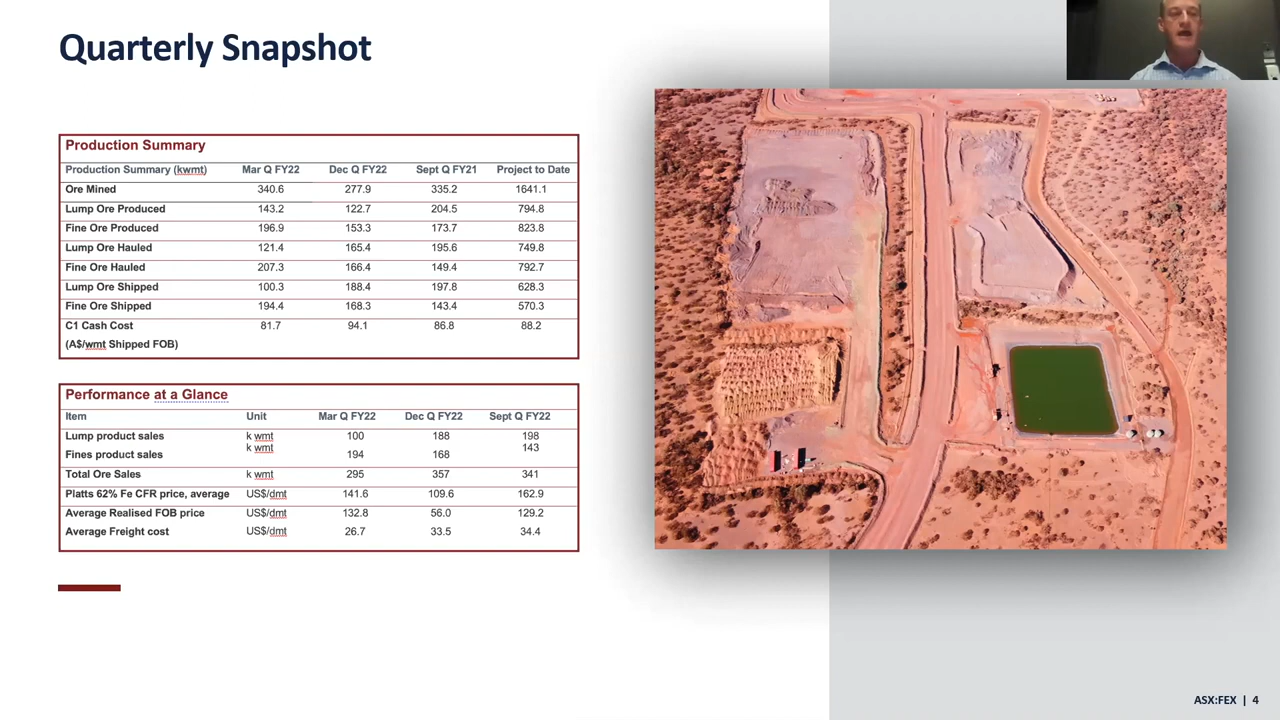 Quarterly Snapshot
Production Summary
Production Summary (kwmt) Mar Q FY22 Dec Q FY22 Sept Q FY21 Project to Date
Ore Mined 340.6 277.9 335.2 1641.1
Lump Ore Produced 143.2 122.7 204.5 794.8
Fine Ore Produced 196.9 153.3 173.7 823.8
Lump Ore Hauled 121.4 165.4 195.6 749.8
Fine Ore Hauled 207.3 166.4 149.4 792.7
Lump Ore Shipped 100.3 188.4 197.8 628.3
Fine Ore Shipped 194.4 168.3 143.4 570.3
C1 Cash Cost 81.7 94.1 86.8 88.2
(A$/wmt Shipped FOB)
Performance at a Glance
Item Unit Mar Q FY22 Dec Q FY22 Sept Q FY22
Lump product sales k wmt 100 188 198
Fines product sales k wmt 194 168 143
Total Ore Sales k wmt 295 357 341
Platts 62% Fe CFR price, average US$/dmt 141.6 109.6 162.9
Average Realised FOB price US$/dmt 132.8 56.0 129.2
Average Freight cost US$/dmt 26.7 33.5 34.4
ASX:FEX | 4